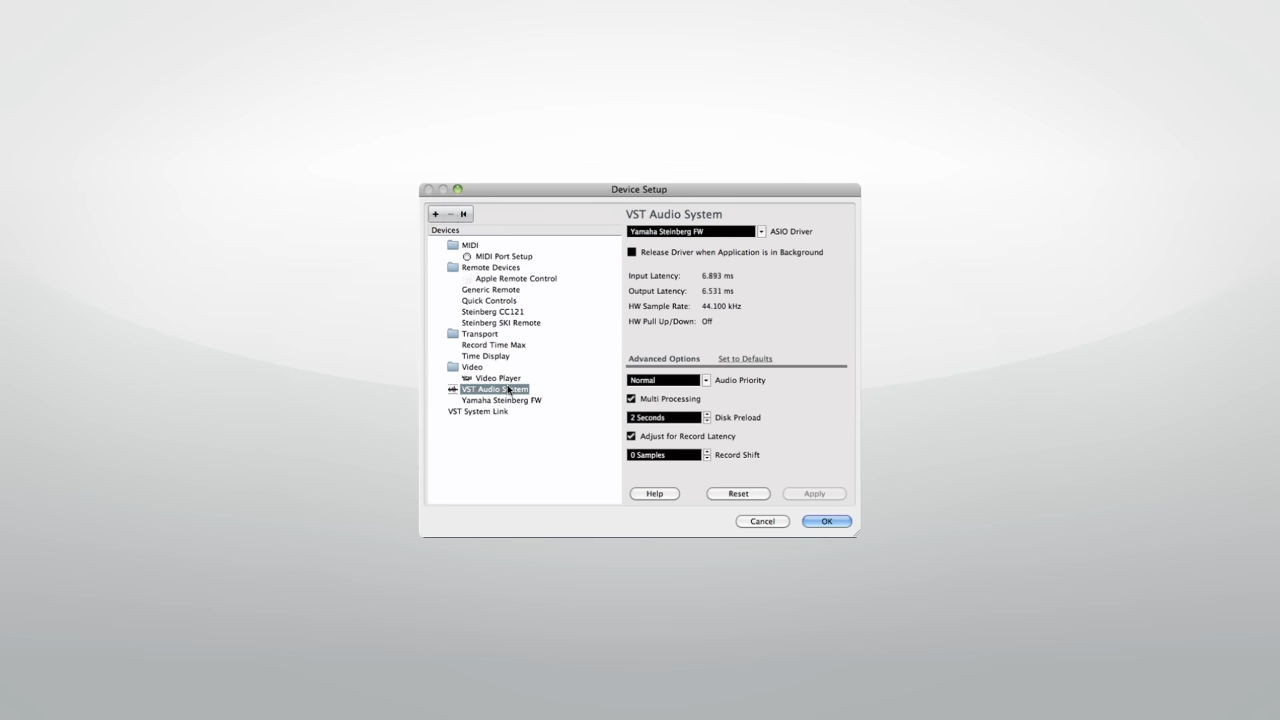 Device Setup
+ -
Devices
MIDI
MIDI Port Setup
Remote Devices
Apple Remote Control
Generic Remote
Quick Controls
Steinberg CC121
Steinberg SKI Remote
Transport
Record Time Max
Time Display
Video
Video Player
VST Audio System
Yamaha Steinberg FW
VST System Link
VST Audio System
Yamaha Steinberg FW ASIO Driver
Release Driver when Application is in Background
Input Latency: 6.893 ms
Output Latency: 6.531 ms
HW Sample Rate: 44.100 kHz
HW Pull Up/Down: Off
Advanced Options Set to Defaults
Normal Audio Priority
Multi Processing
2 Seconds Disk Preload
Adjust for Record Latency
0 Samples Record Shift
Help Reset Apply
Cancel OK